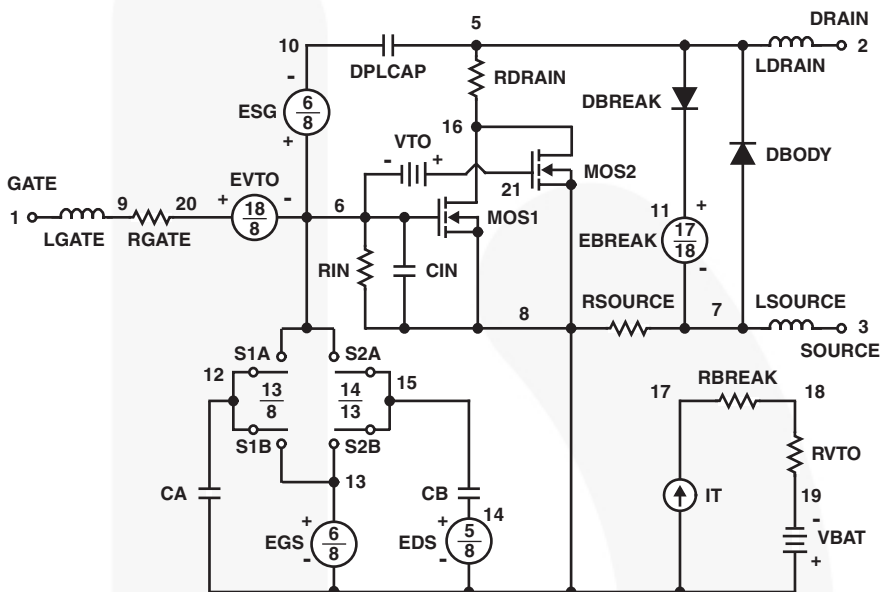 DRAIN
5
10
2
DPLCAP
RDRAIN
LDRAIN
-
ESG
6
8
+
DBREAK
16
VTO
- +
DBODY
MOS2
GATE
EVTO
21
9
20
+
-
6
1
18
8
MOS1
11
+
LGATE
RGATE
EBREAK
17
18
-
RIN
CIN
RSOURCE
LSOURCE
8
7
3
SOURCE
S1A
S2A
12
13
8
14
13
15
RBREAK
17
18
S1B
S2B
RVTO
13
CA
CB
IT
19
14
-
+
EGS
6
8
-
+
EDS
5
8
-
VBAT
+